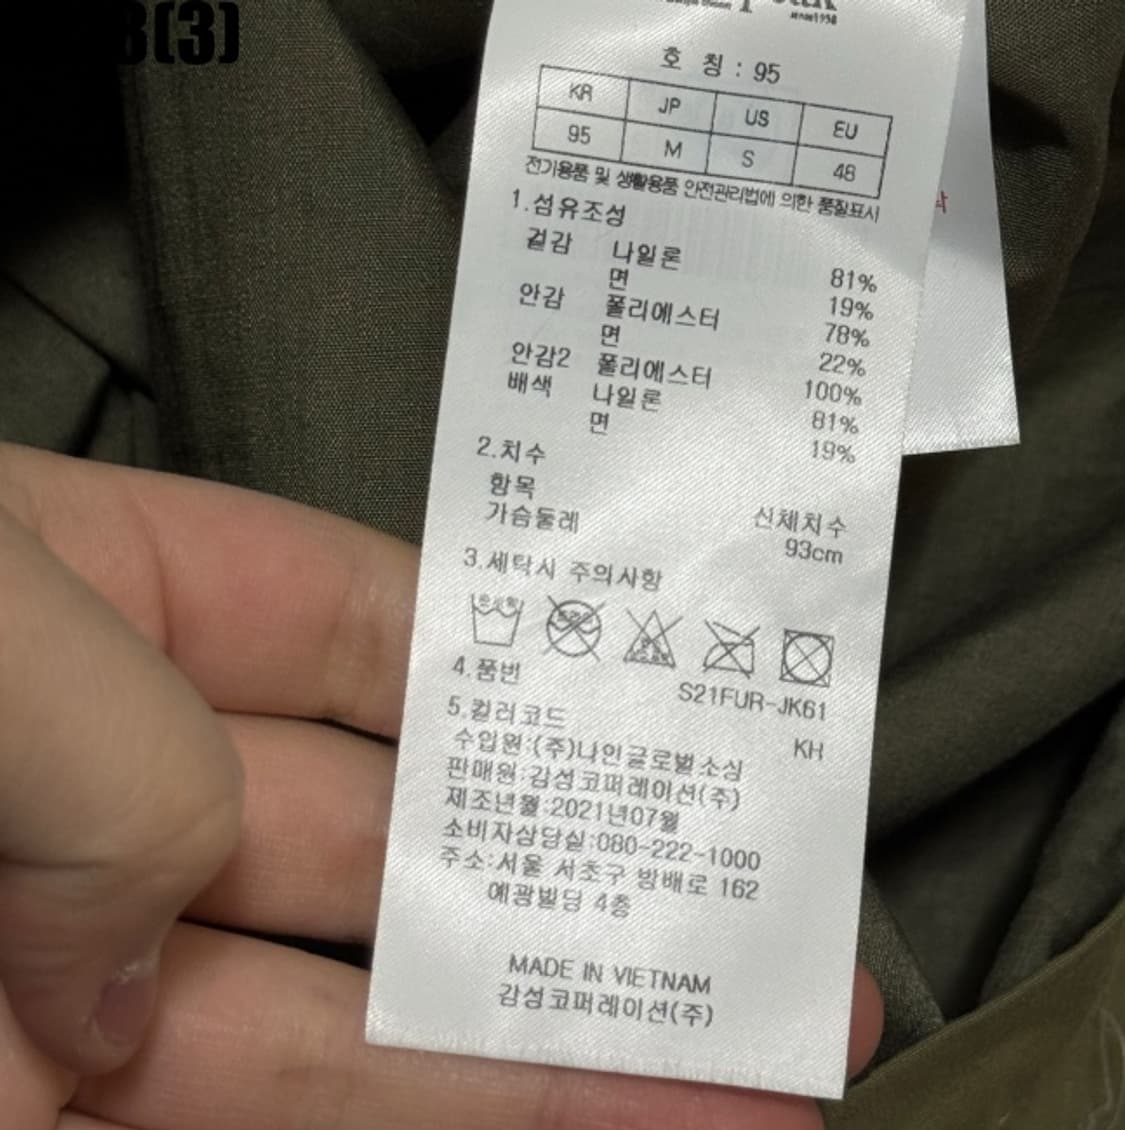 3(3)
since1998
호 칭 : 95
KR JP US EU
95 M S 48
전기용품 및 생활용품 안전관리법에 의한 품질표시
1.섬유조성
겉감 나일론 81%
면 19%
안감 폴리에스터 78%
면 22%
안감2 폴리에스터 100%
배색 나일론 81%
면 19%
2.치수
항목 신체치수
가슴둘레 93cm
3.세탁시 주의사항
손세탁
4.품번 S21FUR-JK61
5.컬러코드 KH
수입원:(주)나인글로벌소싱
판매원:감성코퍼레이션(주)
제조년월:2021년07월
소비자상담실:080-222-1000
주소:서울 서초구 방배로 162
예광빌딩 4층
MADE IN VIETNAM
감성코퍼레이션(주)